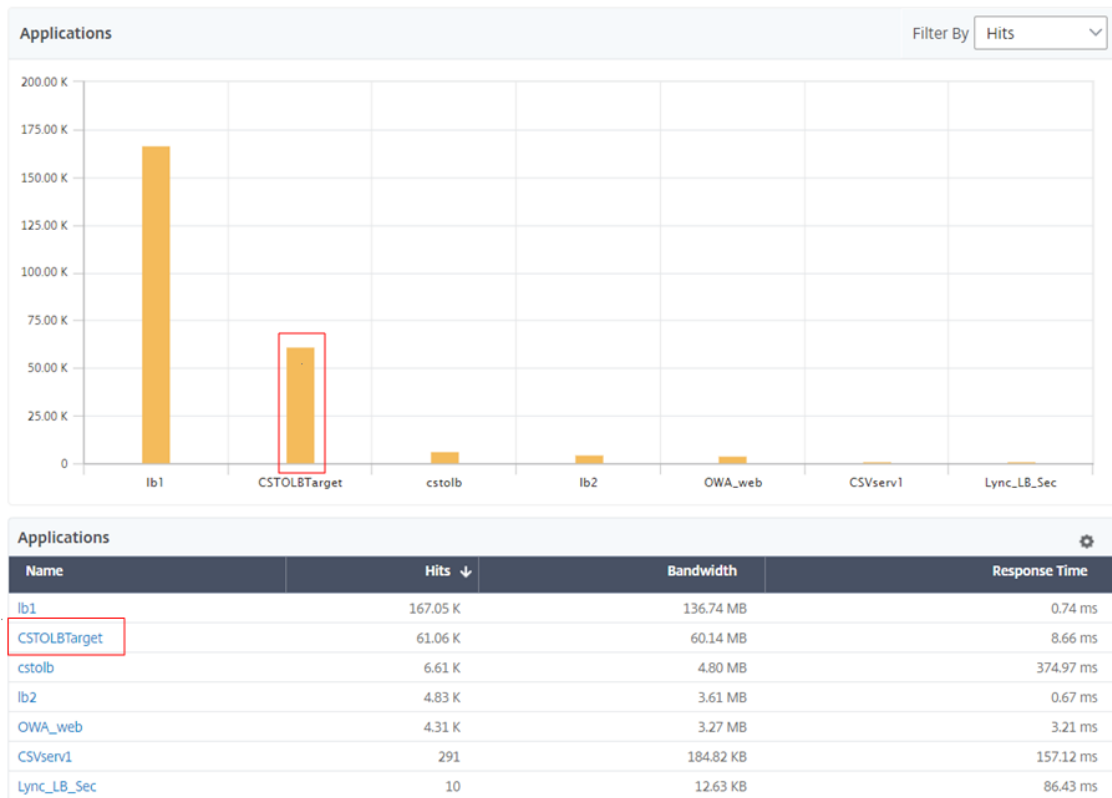 Applications Filter By Hits
200.00 K
175.00 K
150.00 K
125.00 K
100.00 K
75.00 K
50.00 K
25.00 K
0
lb1 CSTOLBTarget cstolb lb2 OWA_web CSVserv1 Lync_LB_Sec
Applications
Name Hits Bandwidth Response Time
lb1 167.05 K 136.74 MB 0.74 ms
CSTOLBTarget 61.06 K 60.14 MB 8.66 ms
cstolb 6.61 K 4.80 MB 374.97 ms
lb2 4.83 K 3.61 MB 0.67 ms
OWA_web 4.31 K 3.27 MB 3.21 ms
CSVserv1 291 184.82 KB 157.12 ms
Lync_LB_Sec 10 12.63 KB 86.43 ms